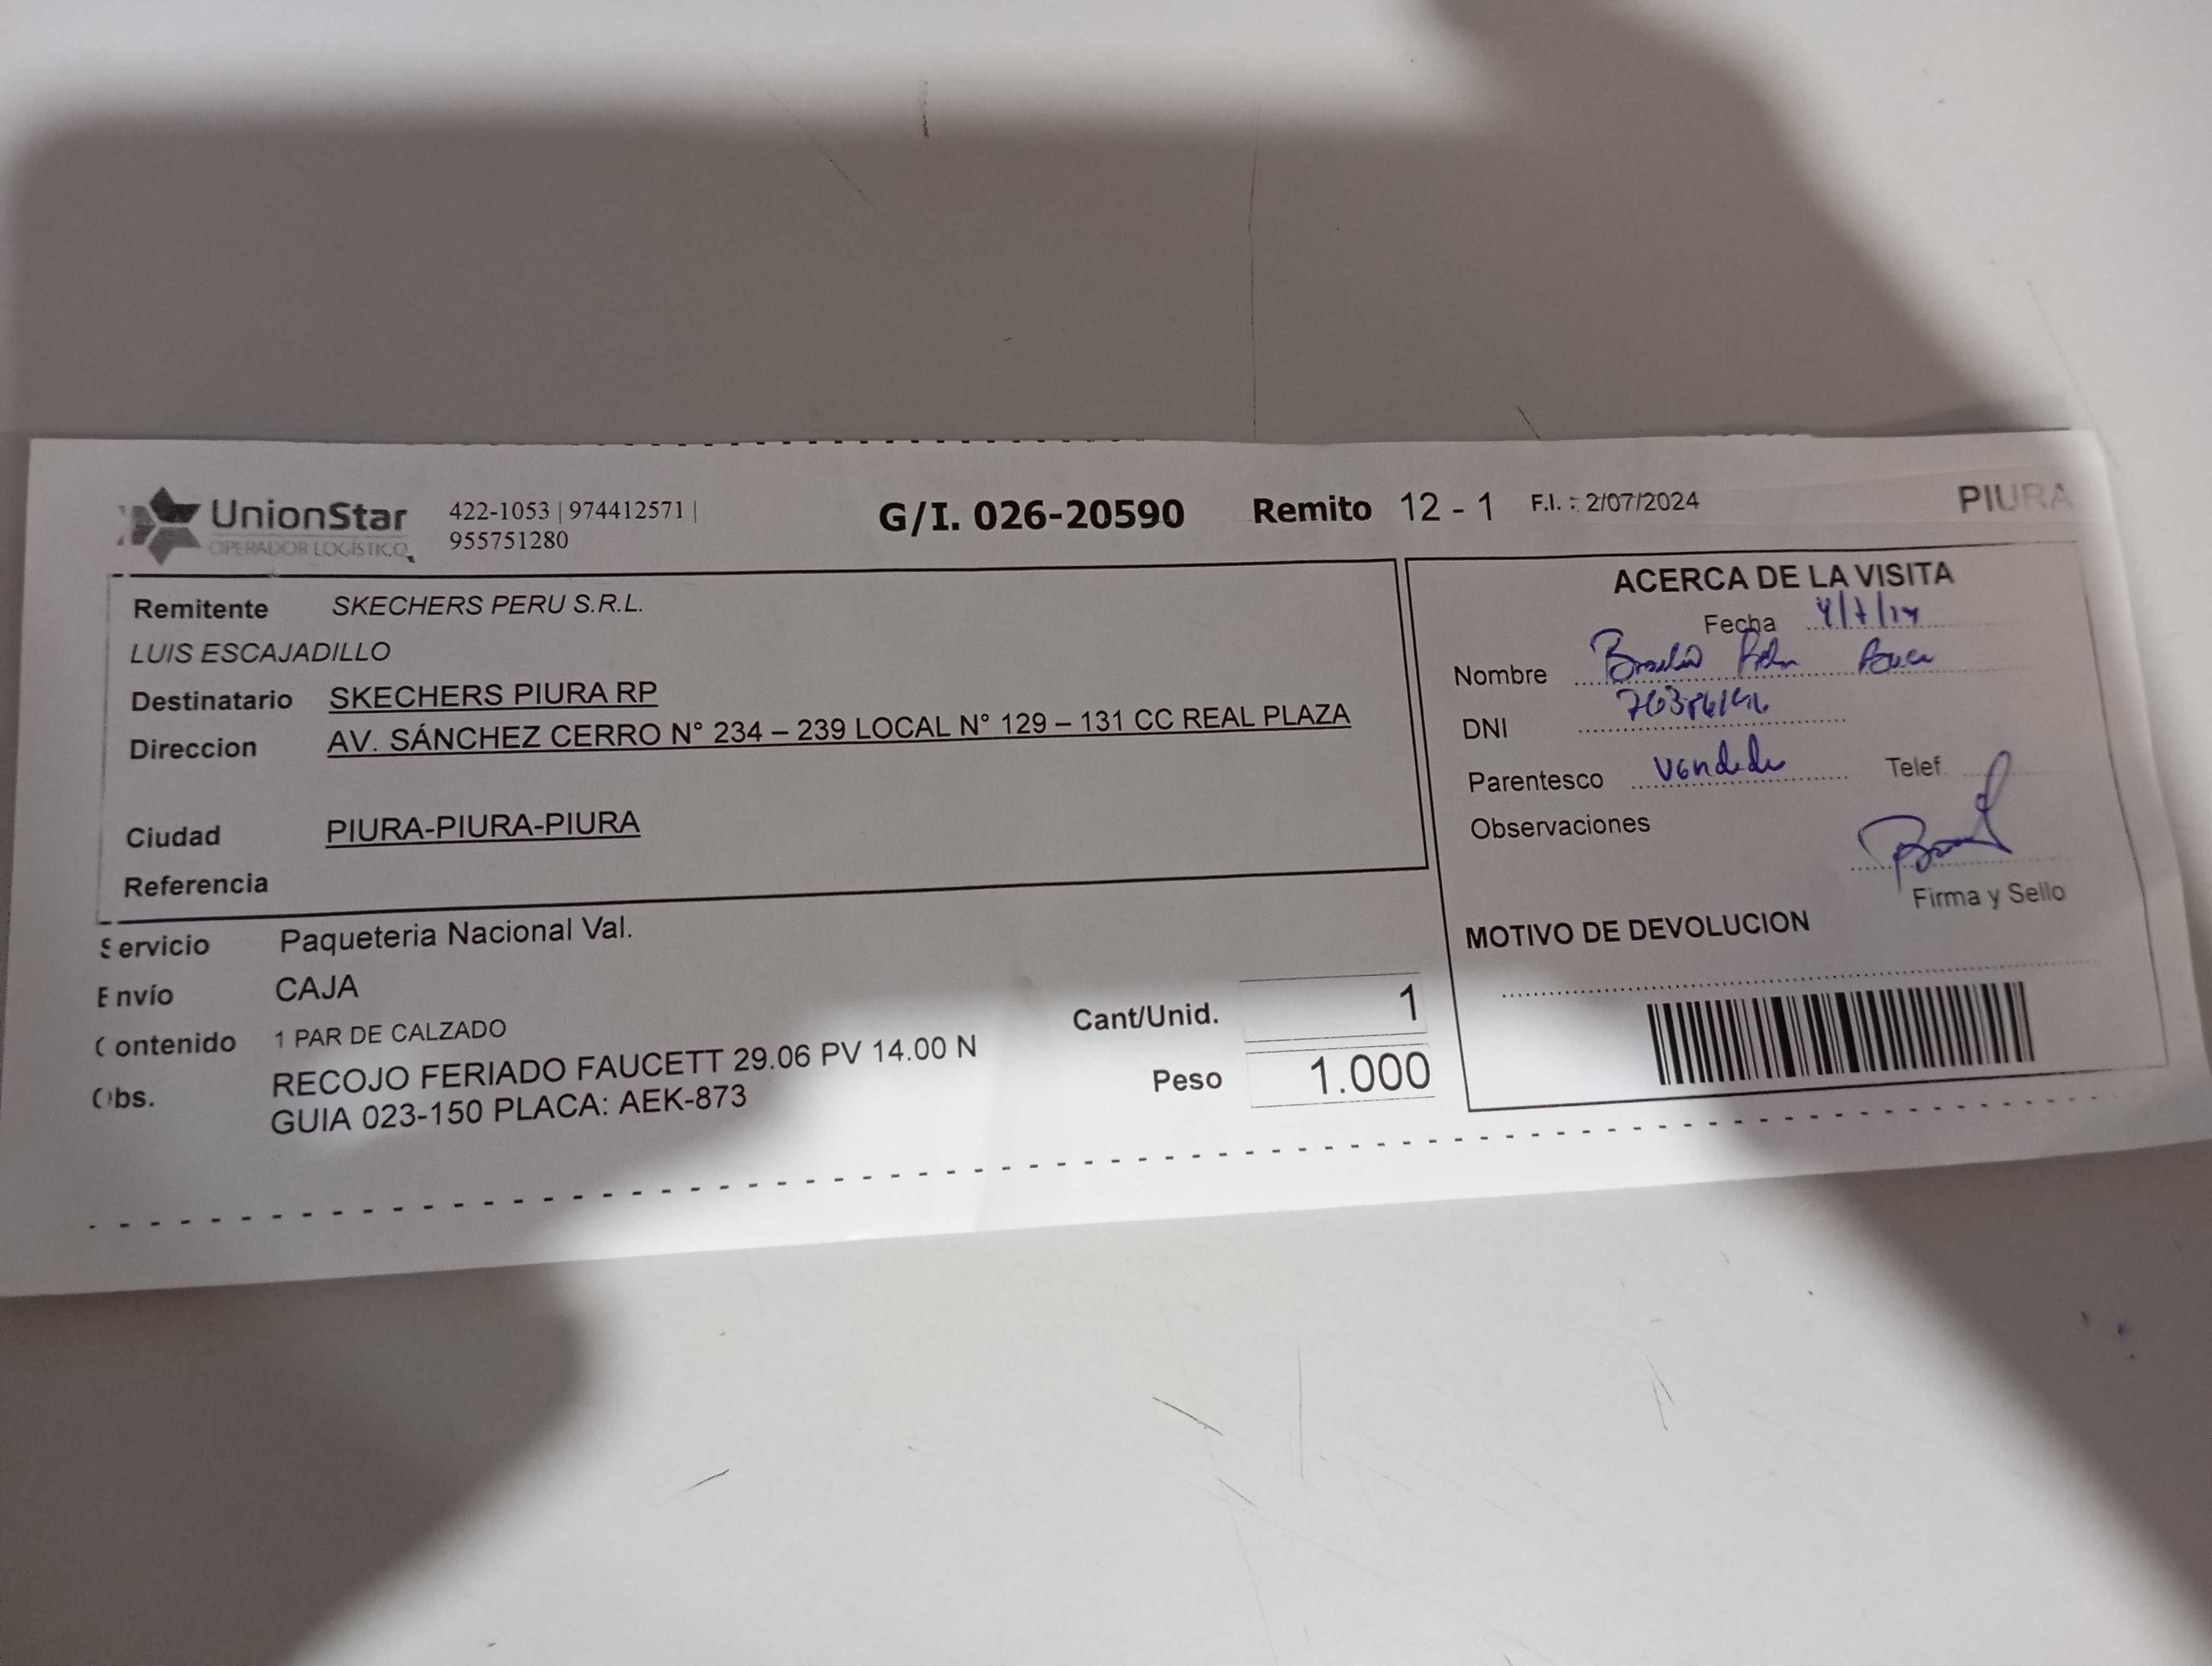 UnionStar
OPERADOR LOGÍSTICO
422-1053 | 974412571 |
955751280
G/I. 026-20590
Remito 12 - 1
F.I. : 2/07/2024
PIURA
Remitente SKECHERS PERU S.R.L.
LUIS ESCAJADILLO
Destinatario SKECHERS PIURA RP
Direccion AV. SÁNCHEZ CERRO N° 234 – 239 LOCAL N° 129 – 131 CC REAL PLAZA
Ciudad PIURA-PIURA-PIURA
Referencia
Servicio Paqueteria Nacional Val.
Envío CAJA
Contenido 1 PAR DE CALZADO
Obs. RECOJO FERIADO FAUCETT 29.06 PV 14.00 N
GUIA 023-150 PLACA: AEK-873
Cant/Unid. 1
Peso 1.000
ACERCA DE LA VISITA
Fecha
Nombre
DNI
Parentesco
Telef
Observaciones
Firma y Sello
MOTIVO DE DEVOLUCION